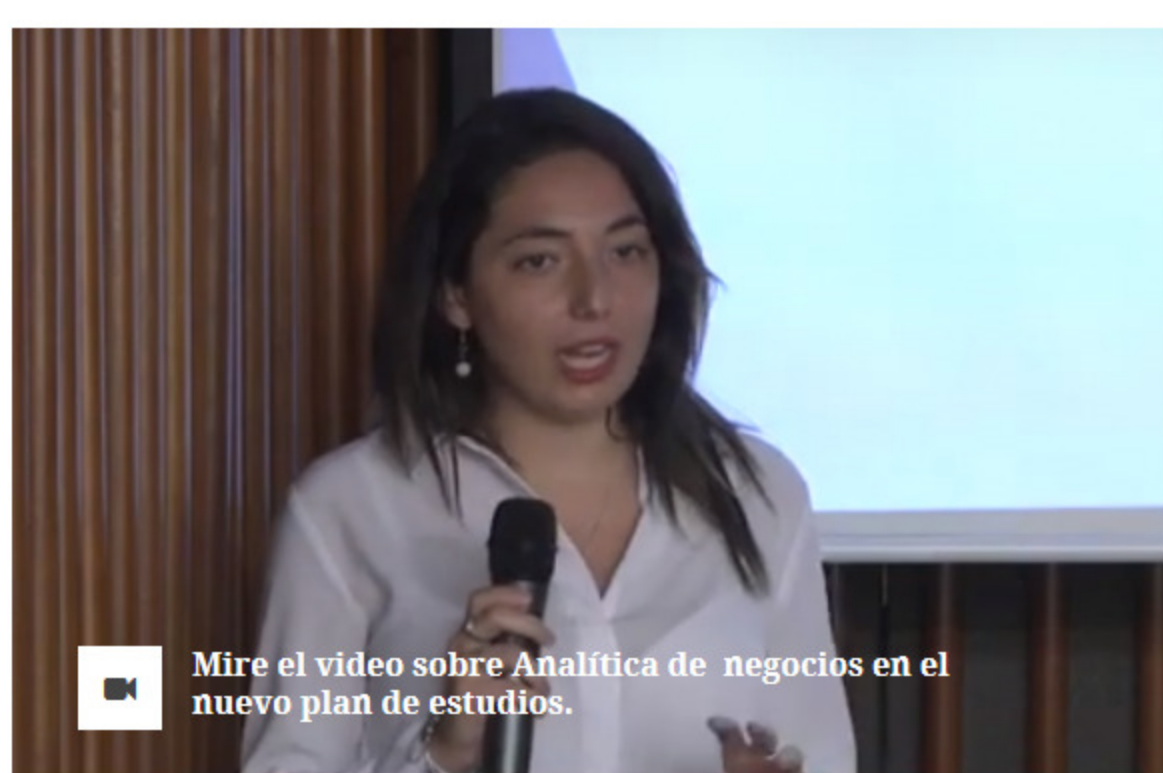 Mire el video sobre Analítica de  negocios en el
nuevo plan de estudios.